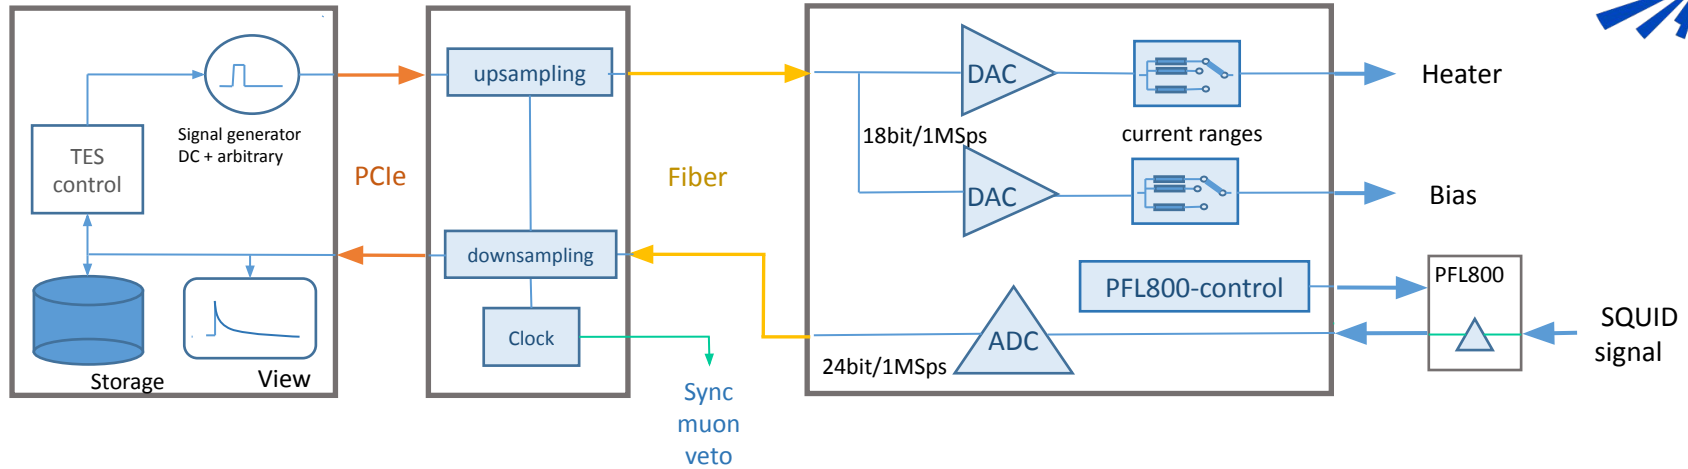 Signal generator
DC + arbitrary
TES
control
Storage
View
PCIe
upsampling
downsampling
Clock
Sync
muon
veto
Fiber
DAC
18bit/1MSps
DAC
current ranges
PFL800-control
ADC
24bit/1MSps
Heater
Bias
PFL800
SQUID
signal